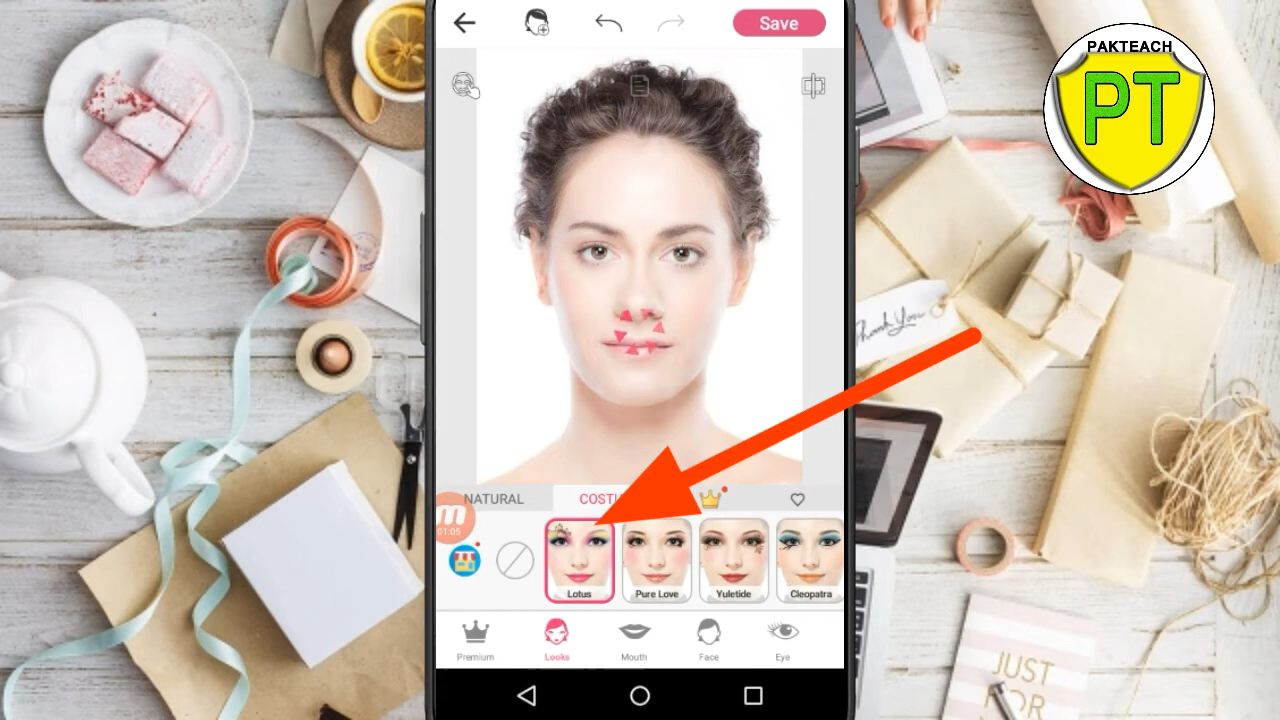 Save
PAKTEACH
PT
Thank You
NATURAL
COSTU
m
01:05
Lotus
Pure Love
Yuletide
Cleopatra
Premium
Looks
Mouth
Face
Eye
JUST
FOR